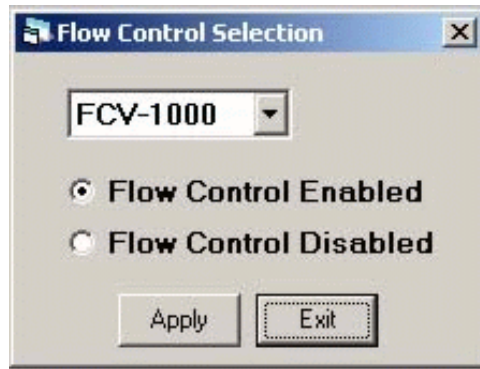 Flow Control Selection
FCV-1000
Flow Control Enabled
Flow Control Disabled
Apply Exit